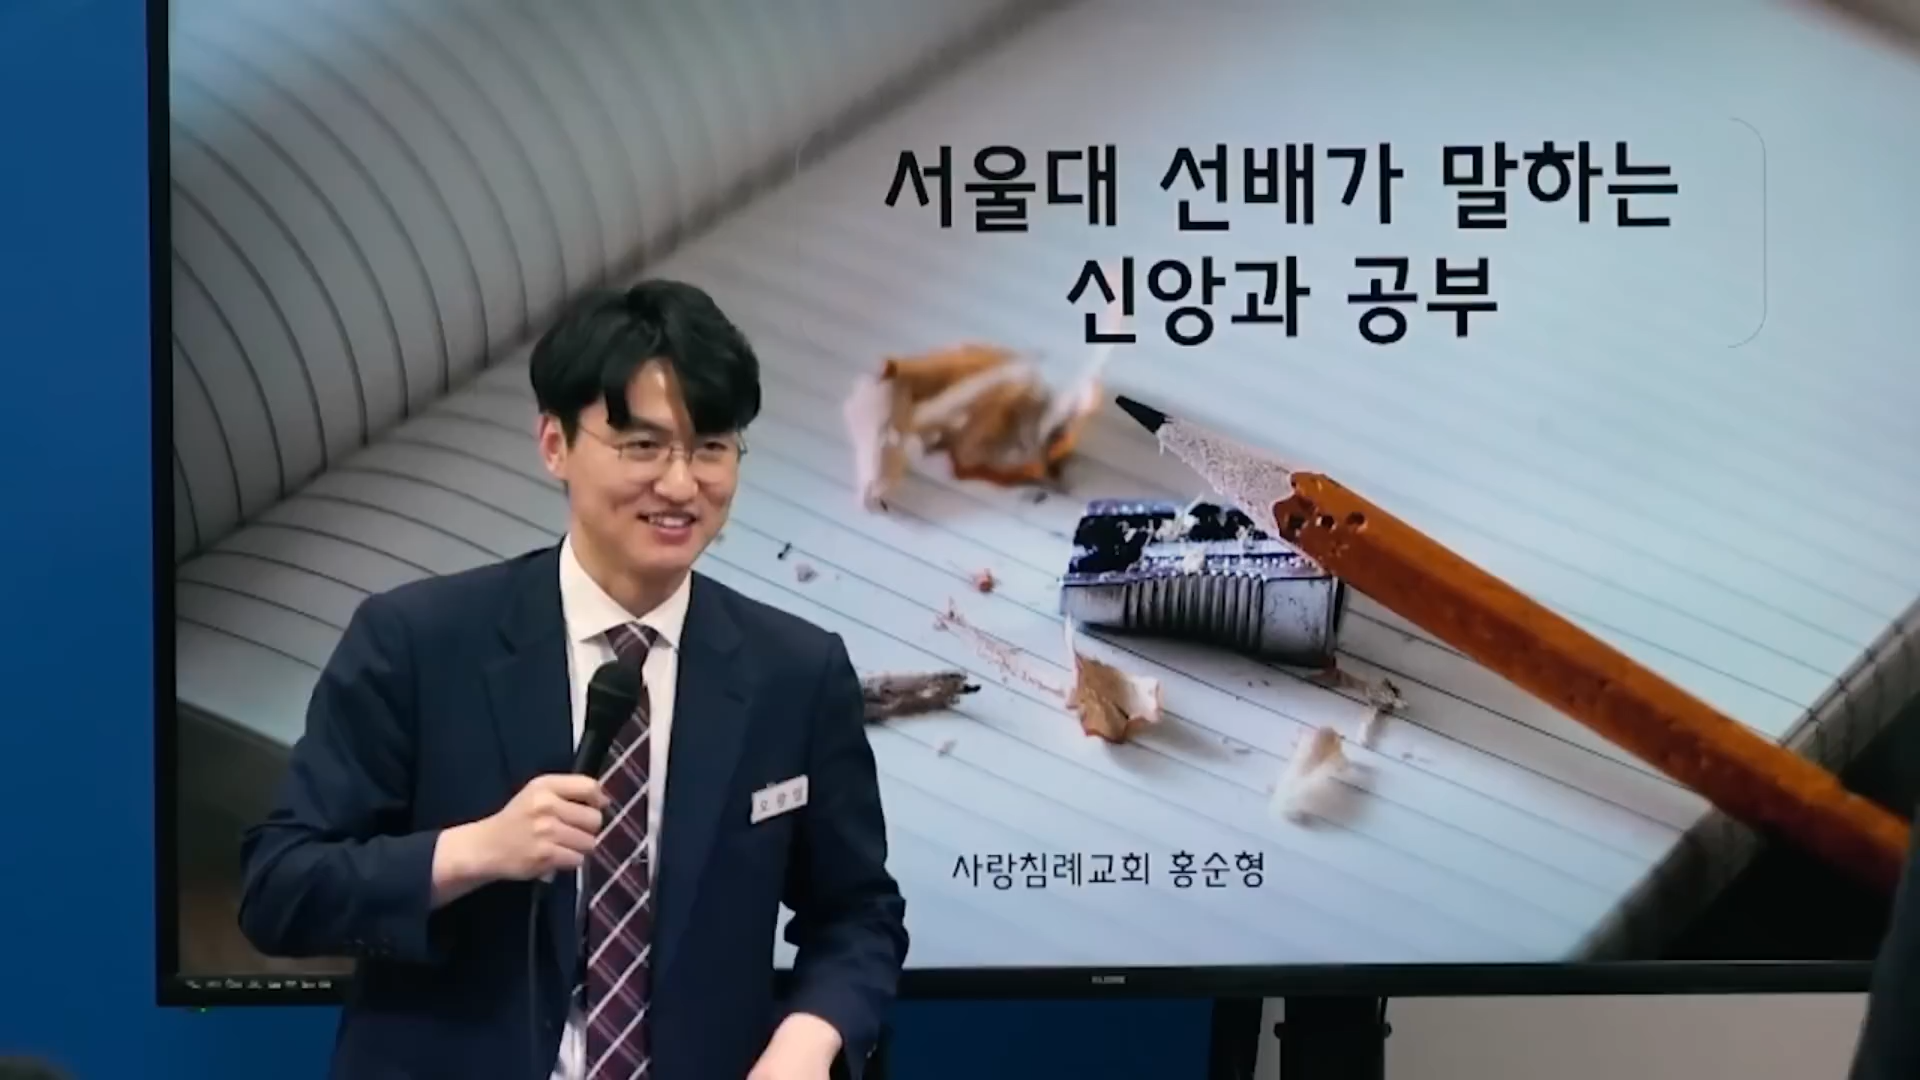 서울대 선배가 말하는
신앙과 공부
사랑침례교회 홍순형